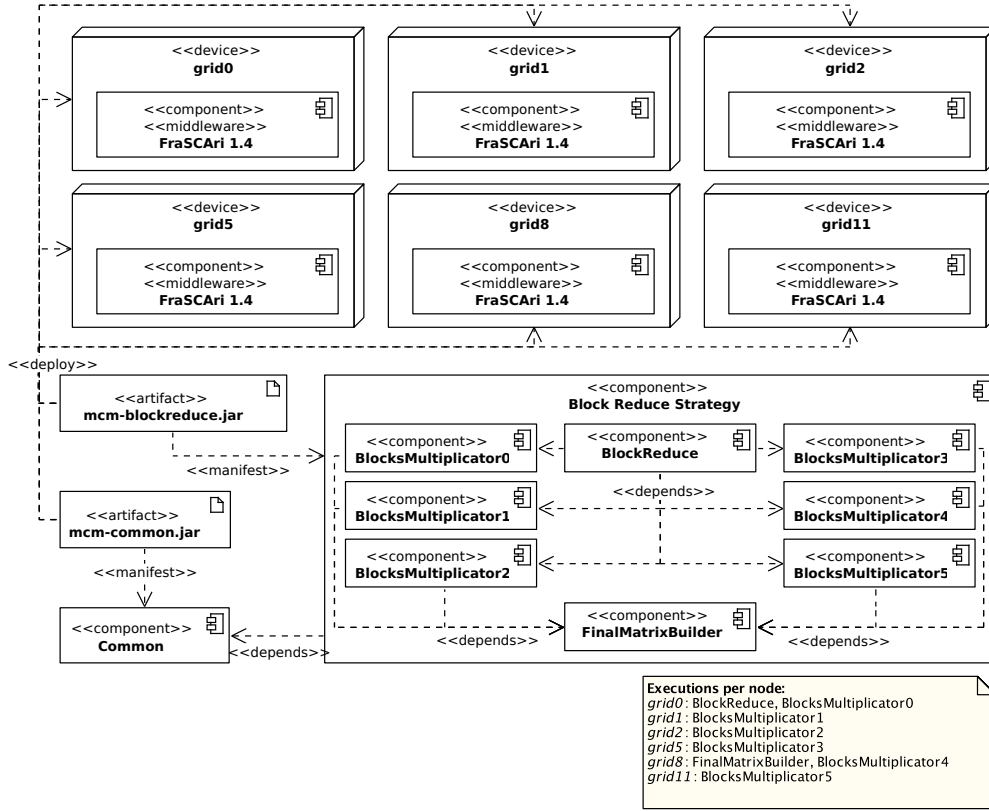 <<device>>
grid0
<<component>>
<<middleware>>
FraSCAri 1.4
<<device>>
grid1
<<component>>
<<middleware>>
FraSCAri 1.4
<<device>>
grid2
<<component>>
<<middleware>>
FraSCAri 1.4
<<device>>
grid5
<<component>>
<<middleware>>
FraSCAri 1.4
<<device>>
grid8
<<component>>
<<middleware>>
FraSCAri 1.4
<<device>>
grid11
<<component>>
<<middleware>>
FraSCAri 1.4
<<deploy>>
<<artifact>>
mcm-blockreduce.jar
<<manifest>>
<<artifact>>
mcm-common.jar
<<manifest>>
<<component>>
Common
<<depends>>
<<component>>
Block Reduce Strategy
<<component>>
BlocksMultiplicator0
<<component>>
BlockReduce
<<component>>
BlocksMultiplicator3
<<depends>>
<<component>>
BlocksMultiplicator1
<<component>>
BlocksMultiplicator4
<<component>>
BlocksMultiplicator2
<<component>>
BlocksMultiplicator5
<<component>>
FinalMatrixBuilder
<<depends>>
<<depends>>
Executions per node:
grid0: BlockReduce, BlocksMultiplicator0
grid1: BlocksMultiplicator1
grid2: BlocksMultiplicator2
grid5: BlocksMultiplicator3
grid8: FinalMatrixBuilder, BlocksMultiplicator4
grid11: BlocksMultiplicator5